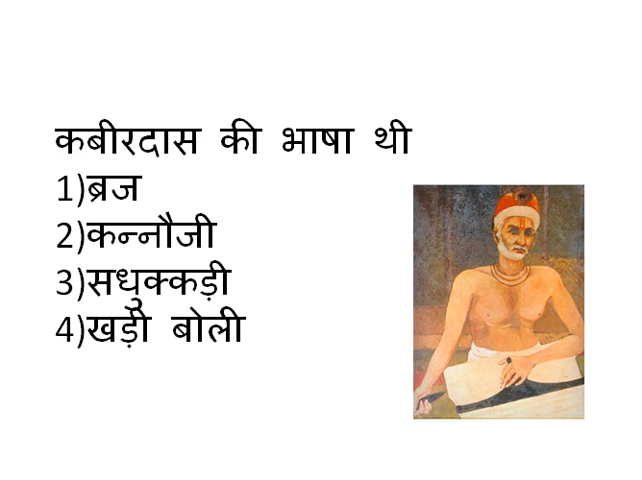 कबीरदास की भाषा थी
1)ब्रज
2)कन्नौजी
3)सधुक्कड़ी
4)खड़ी बोली